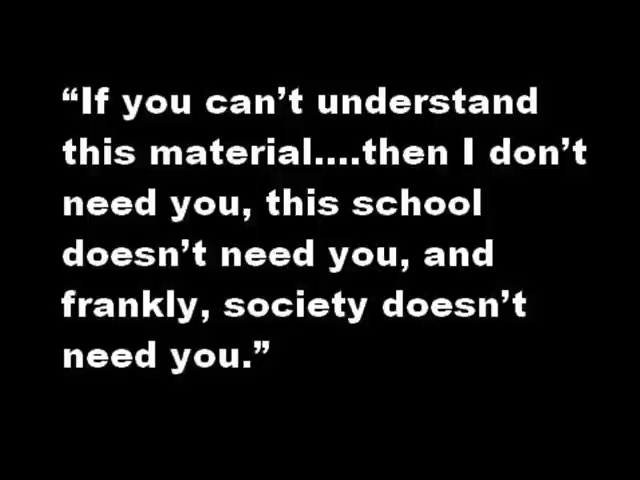 “If you can’t understand
this material....then I don’t
need you, this school
doesn’t need you, and
frankly, society doesn’t
need you.”